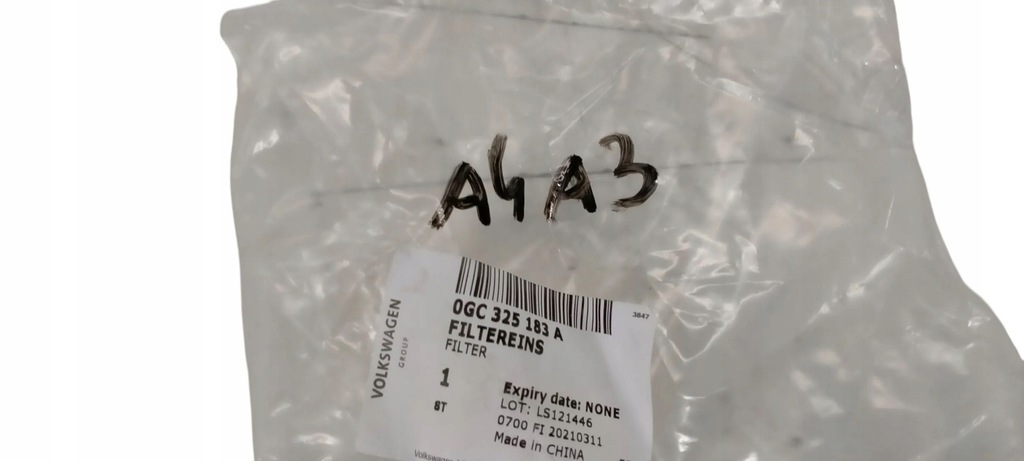 A4A3
3847
0GC 325 183 A
FILTEREINS
FILTER
VOLKSWAGEN
GROUP
1
ST
Expiry date: NONE
LOT: LS121446
0700 FI 20210311
Made in CHINA
Volkswagen